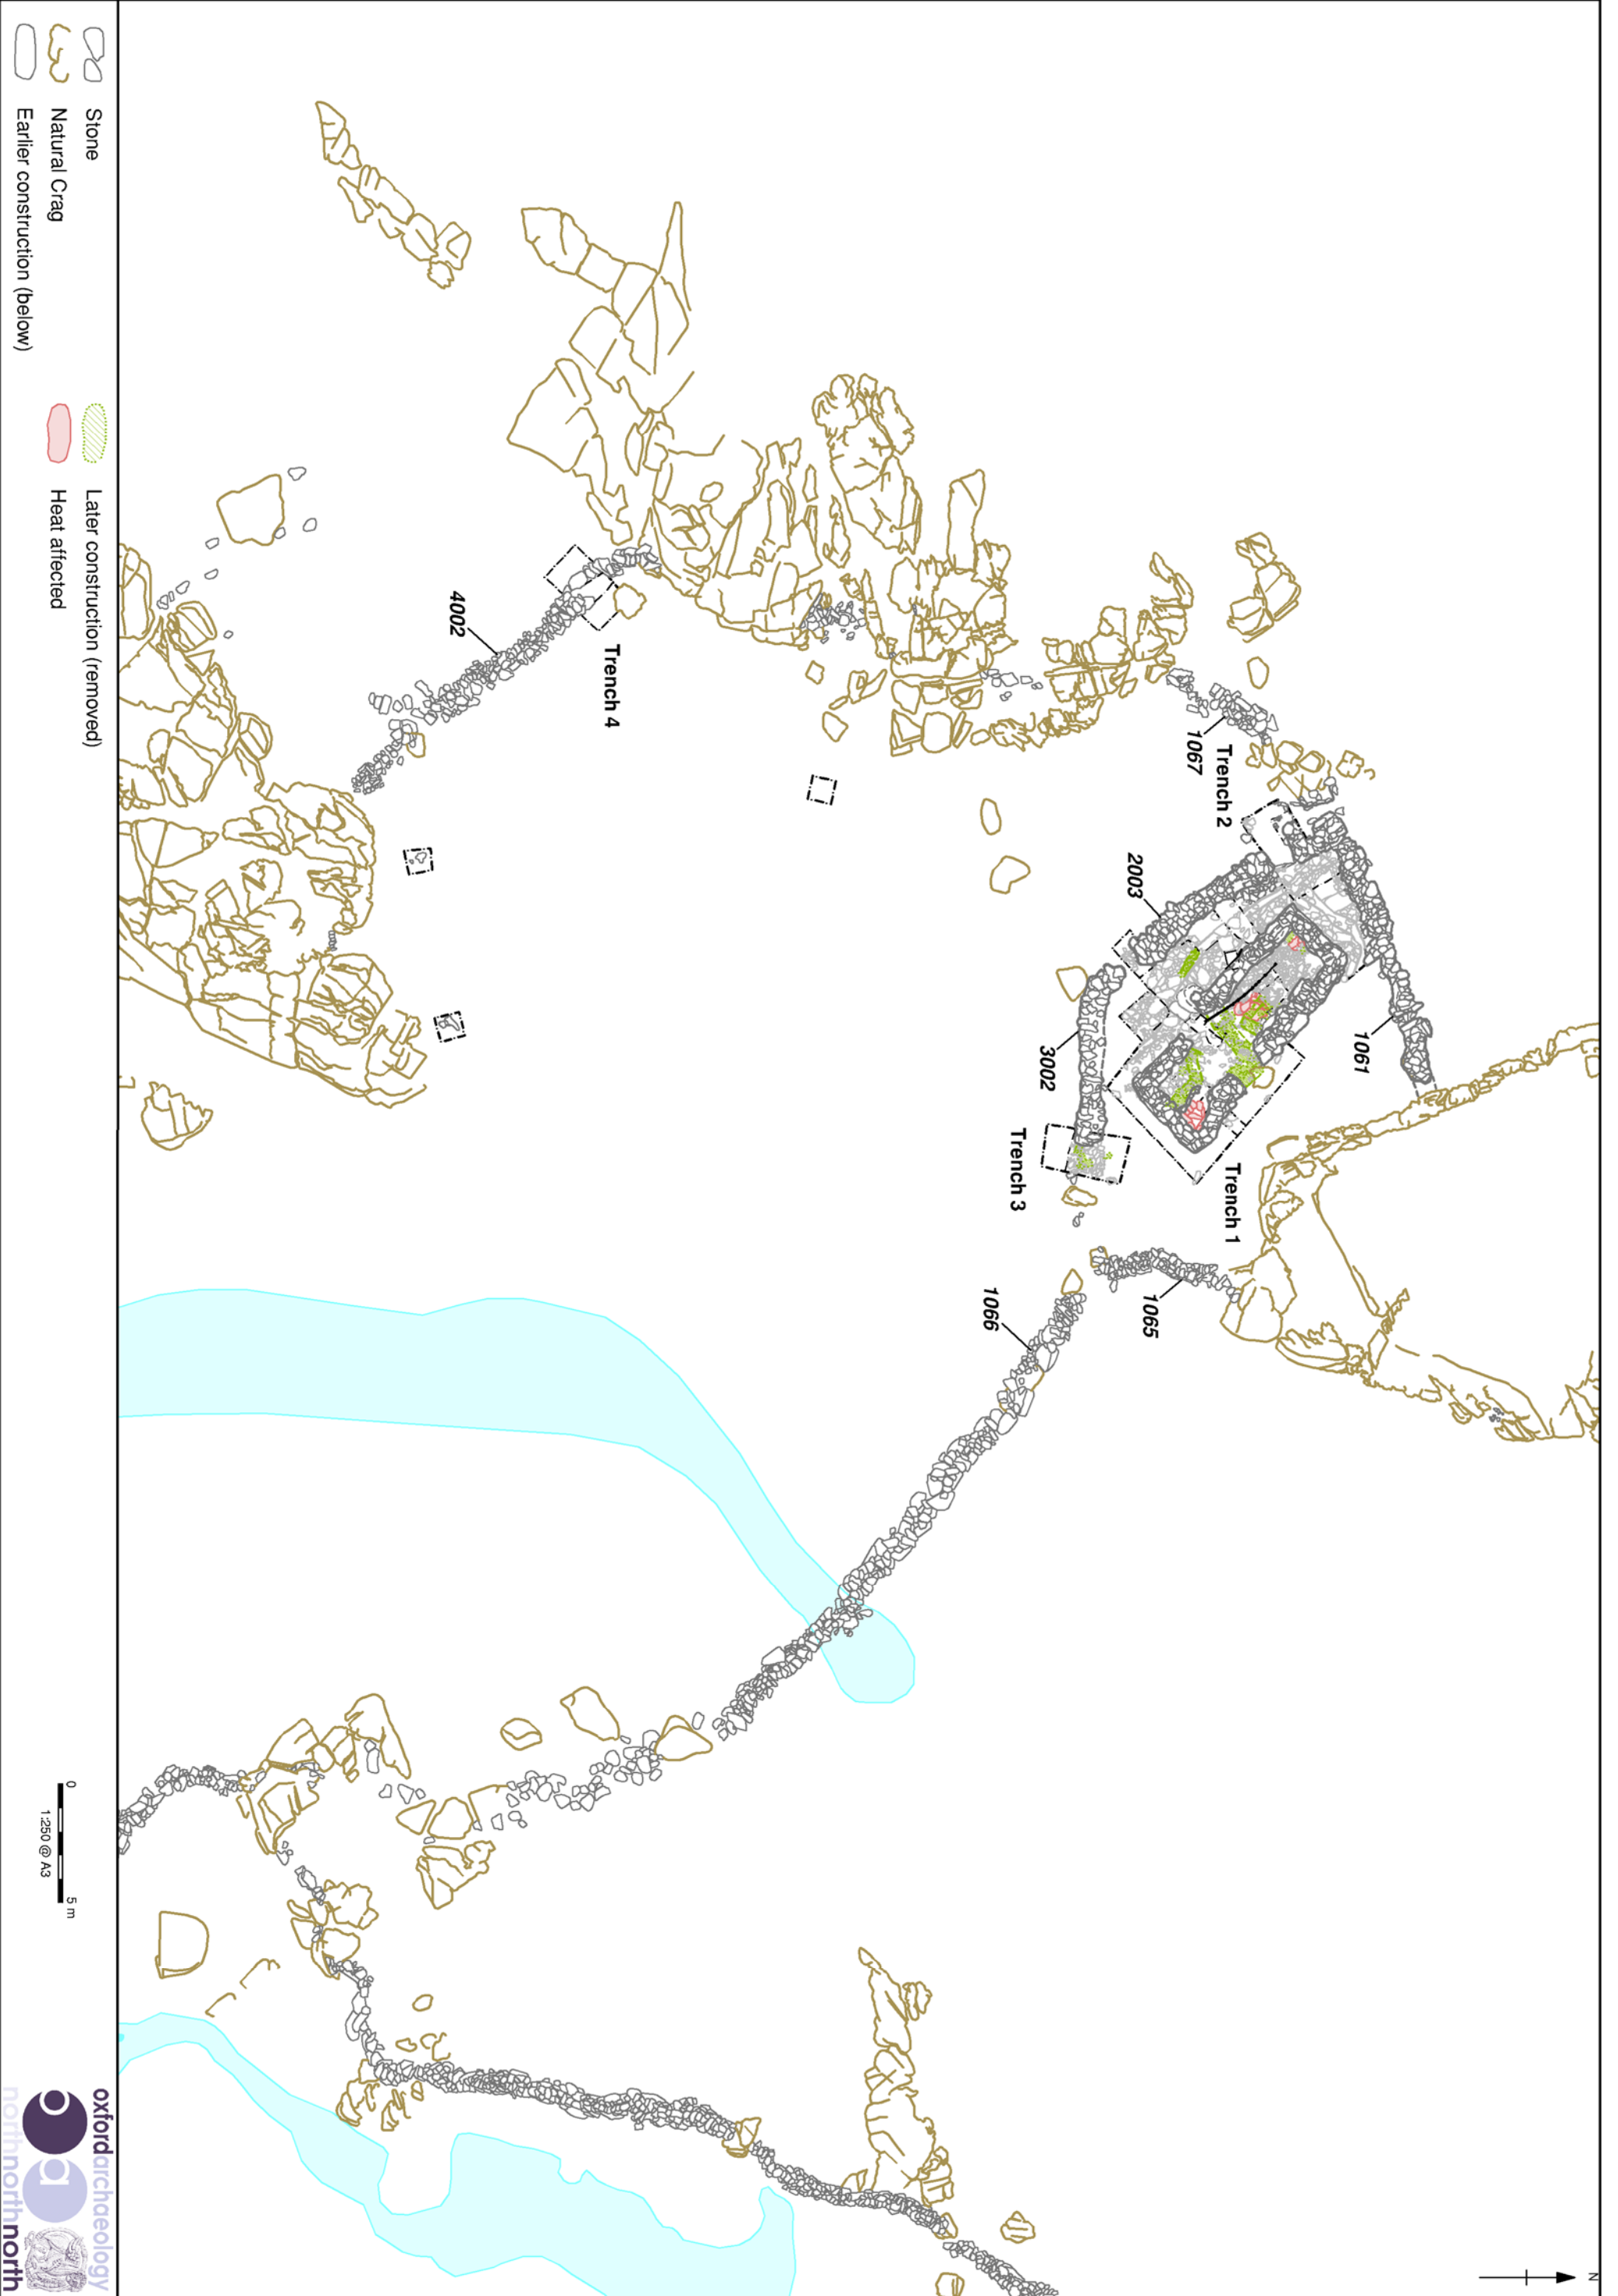 N
1061
1067
Trench 2
Trench 1
1065
2003
3002
Trench 3
1066
Trench 4
4002
Stone
Natural Crag
Earlier construction (below)
Later construction (removed)
Heat affected
0 5 m
1:250 @ A3
oxfordarchaeology
northnorthnorth